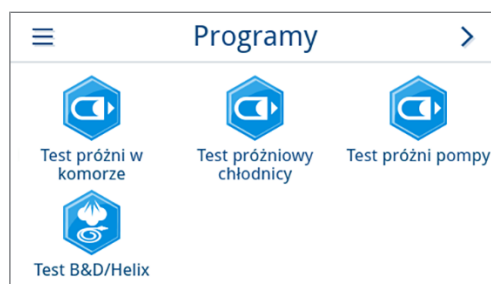 Programy
Test próżni w
komorze
Test próżniowy
chłodnicy
Test próżni pompy
Test B&D/Helix